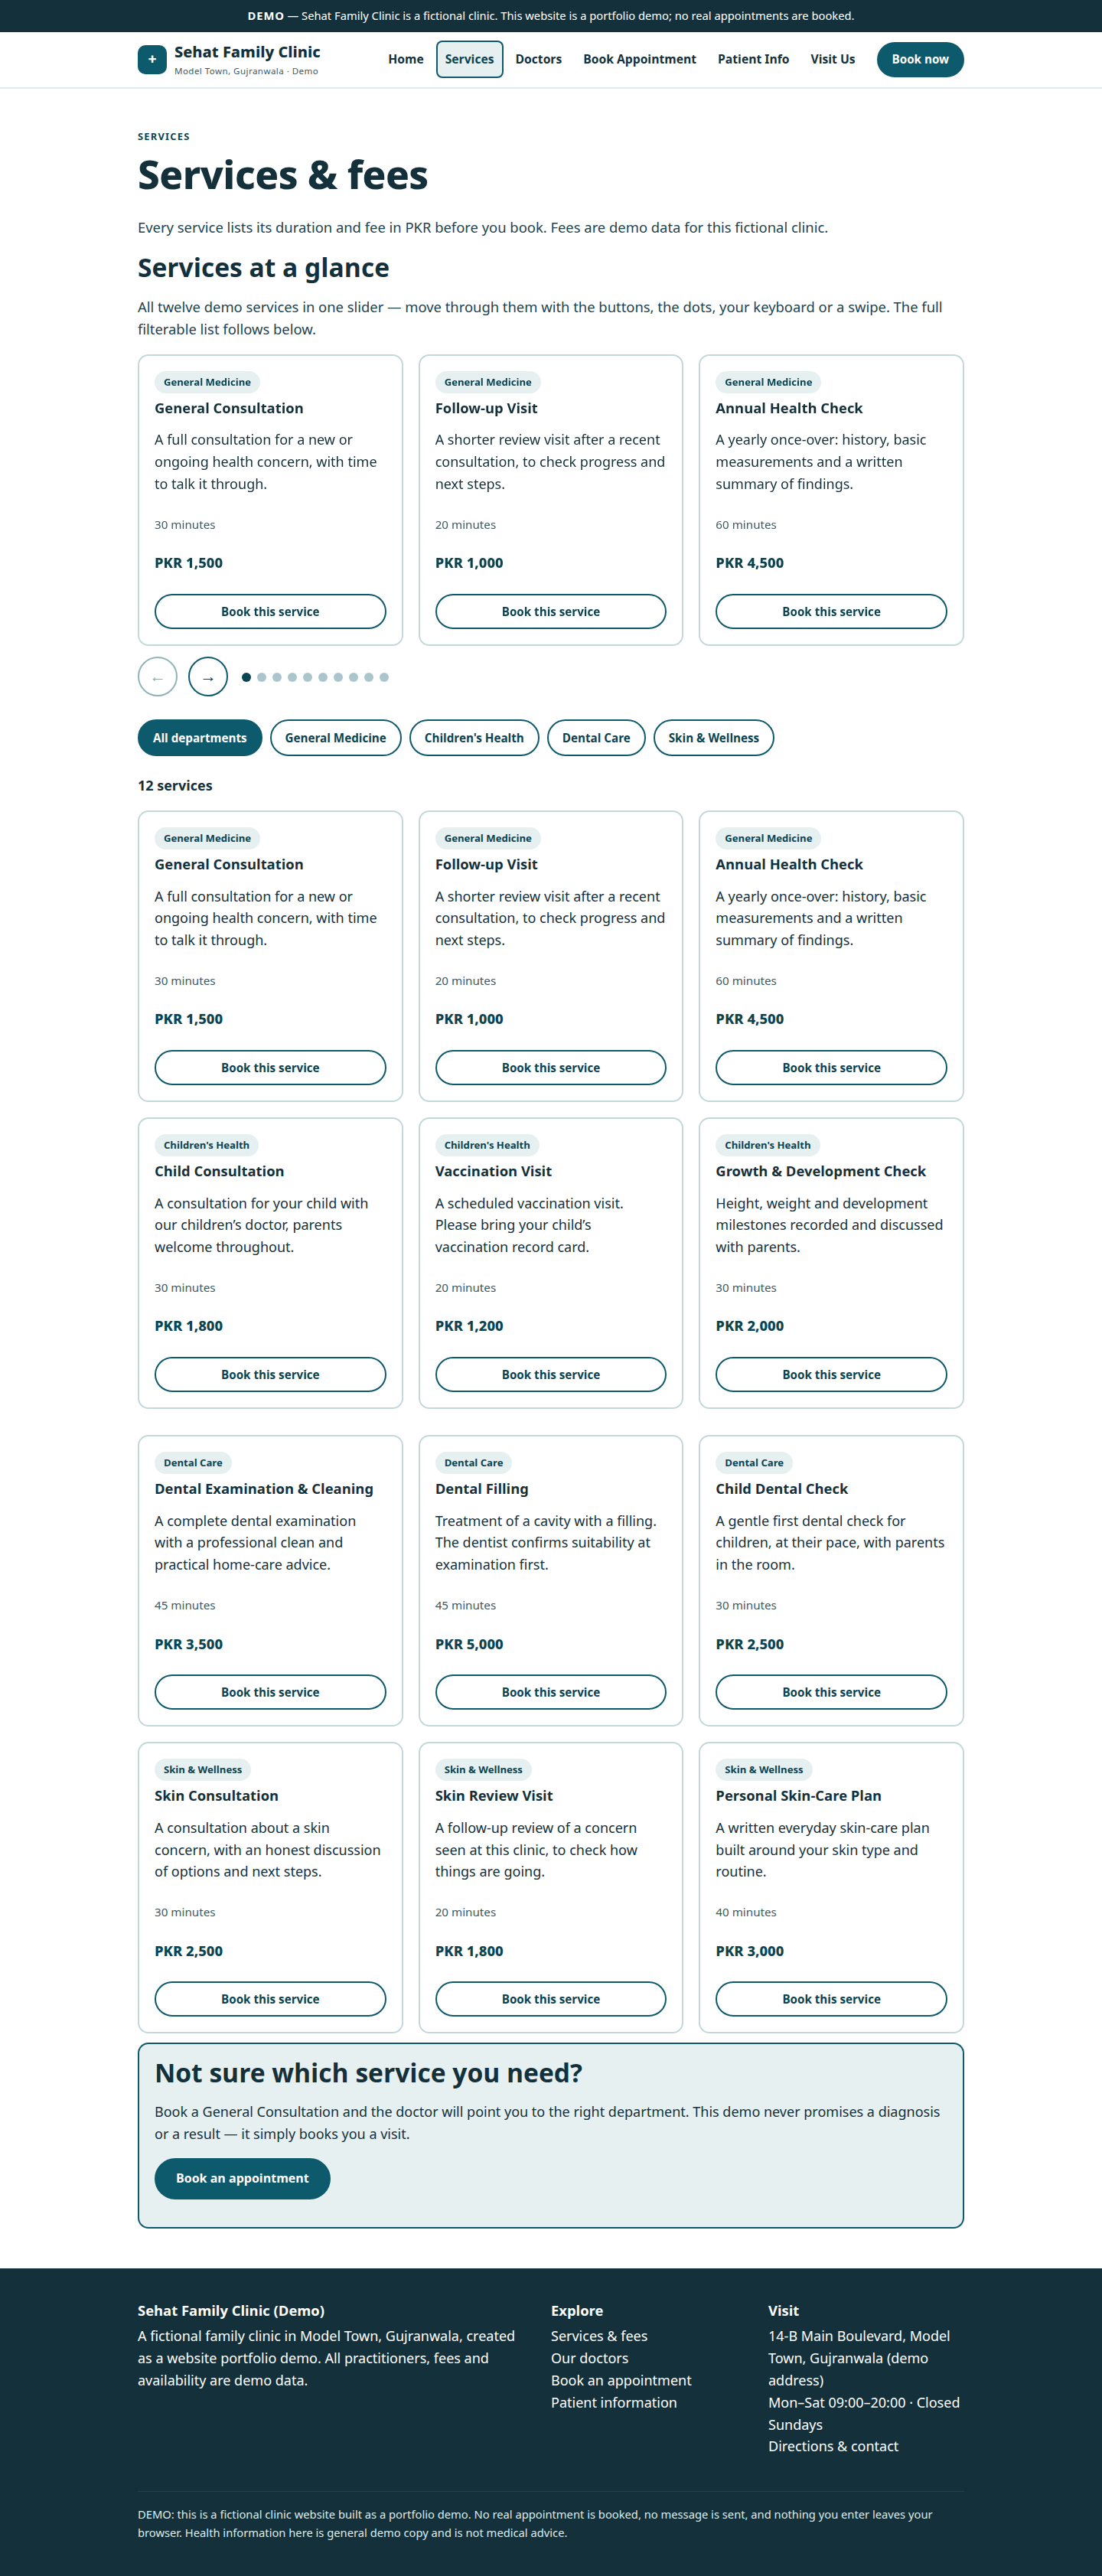 DEMO — Sehat Family Clinic is a fictional clinic. This website is a portfolio demo; no real appointments are booked.
+
Sehat Family Clinic
Model Town, Gujranwala · Demo
Home
Services
Doctors
Book Appointment
Patient Info
Visit Us
Book now
SERVICES
Services & fees
Every service lists its duration and fee in PKR before you book. Fees are demo data for this fictional clinic.
Services at a glance
All twelve demo services in one slider — move through them with the buttons, the dots, your keyboard or a swipe. The full
filterable list follows below.
General Medicine
General Consultation
A full consultation for a new or
ongoing health concern, with time
to talk it through.
30 minutes
PKR 1,500
Book this service
General Medicine
Follow-up Visit
A shorter review visit after a recent
consultation, to check progress and
next steps.
20 minutes
PKR 1,000
Book this service
General Medicine
Annual Health Check
A yearly once-over: history, basic
measurements and a written
summary of findings.
60 minutes
PKR 4,500
Book this service
←
→
All departments
General Medicine
Children's Health
Dental Care
Skin & Wellness
12 services
General Medicine
General Consultation
A full consultation for a new or
ongoing health concern, with time
to talk it through.
30 minutes
PKR 1,500
Book this service
General Medicine
Follow-up Visit
A shorter review visit after a recent
consultation, to check progress and
next steps.
20 minutes
PKR 1,000
Book this service
General Medicine
Annual Health Check
A yearly once-over: history, basic
measurements and a written
summary of findings.
60 minutes
PKR 4,500
Book this service
Children's Health
Child Consultation
A consultation for your child with
our children’s doctor, parents
welcome throughout.
30 minutes
PKR 1,800
Book this service
Children's Health
Vaccination Visit
A scheduled vaccination visit.
Please bring your child’s
vaccination record card.
20 minutes
PKR 1,200
Book this service
Children's Health
Growth & Development Check
Height, weight and development
milestones recorded and discussed
with parents.
30 minutes
PKR 2,000
Book this service
Dental Care
Dental Examination & Cleaning
A complete dental examination
with a professional clean and
practical home-care advice.
45 minutes
PKR 3,500
Book this service
Dental Care
Dental Filling
Treatment of a cavity with a filling.
The dentist confirms suitability at
examination first.
45 minutes
PKR 5,000
Book this service
Dental Care
Child Dental Check
A gentle first dental check for
children, at their pace, with parents
in the room.
30 minutes
PKR 2,500
Book this service
Skin & Wellness
Skin Consultation
A consultation about a skin
concern, with an honest discussion
of options and next steps.
30 minutes
PKR 2,500
Book this service
Skin & Wellness
Skin Review Visit
A follow-up review of a concern
seen at this clinic, to check how
things are going.
20 minutes
PKR 1,800
Book this service
Skin & Wellness
Personal Skin-Care Plan
A written everyday skin-care plan
built around your skin type and
routine.
40 minutes
PKR 3,000
Book this service
Not sure which service you need?
Book a General Consultation and the doctor will point you to the right department. This demo never promises a diagnosis
or a result — it simply books you a visit.
Book an appointment
Sehat Family Clinic (Demo)
A fictional family clinic in Model Town, Gujranwala, created
as a website portfolio demo. All practitioners, fees and
availability are demo data.
Explore
Services & fees
Our doctors
Book an appointment
Patient information
Visit
14-B Main Boulevard, Model
Town, Gujranwala (demo
address)
Mon–Sat 09:00–20:00 · Closed
Sundays
Directions & contact
DEMO: this is a fictional clinic website built as a portfolio demo. No real appointment is booked, no message is sent, and nothing you enter leaves your
browser. Health information here is general demo copy and is not medical advice.